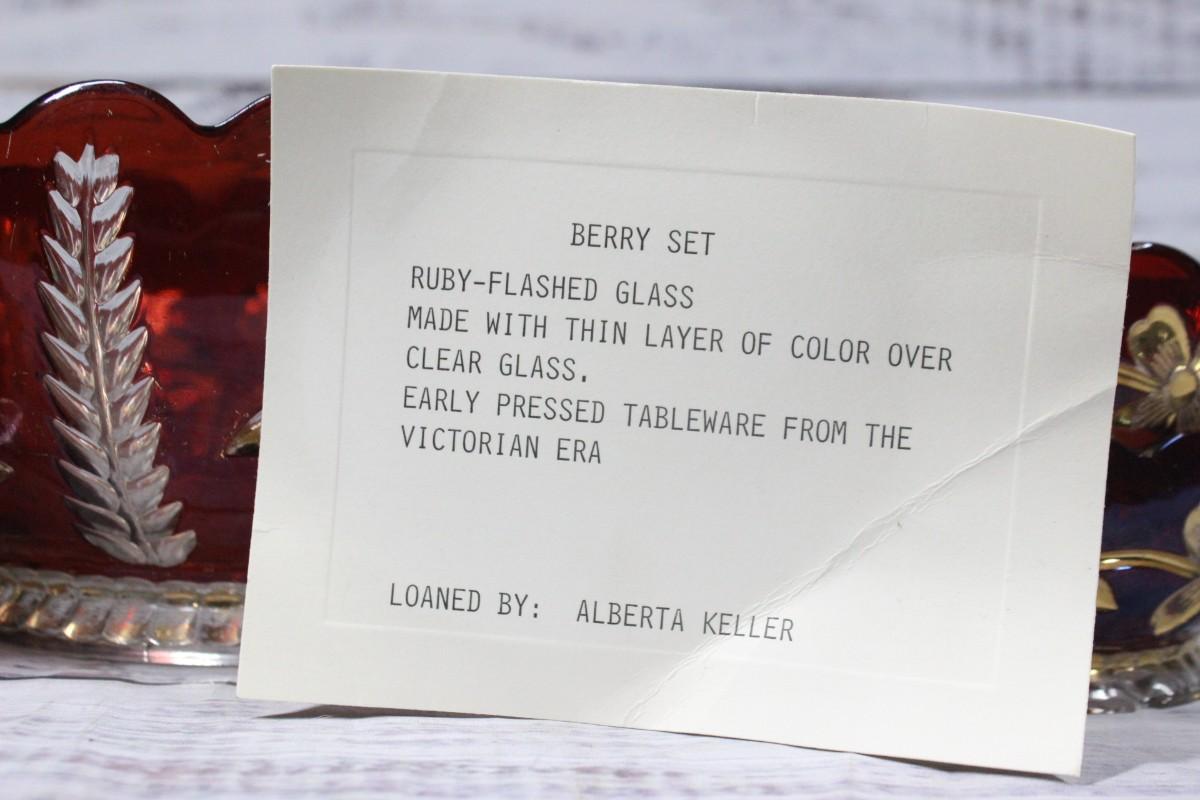 BERRY SET
RUBY-FLASHED GLASS
MADE WITH THIN LAYER OF COLOR OVER
CLEAR GLASS.
EARLY PRESSED TABLEWARE FROM THE
VICTORIAN ERA
LOANED BY: ALBERTA KELLER